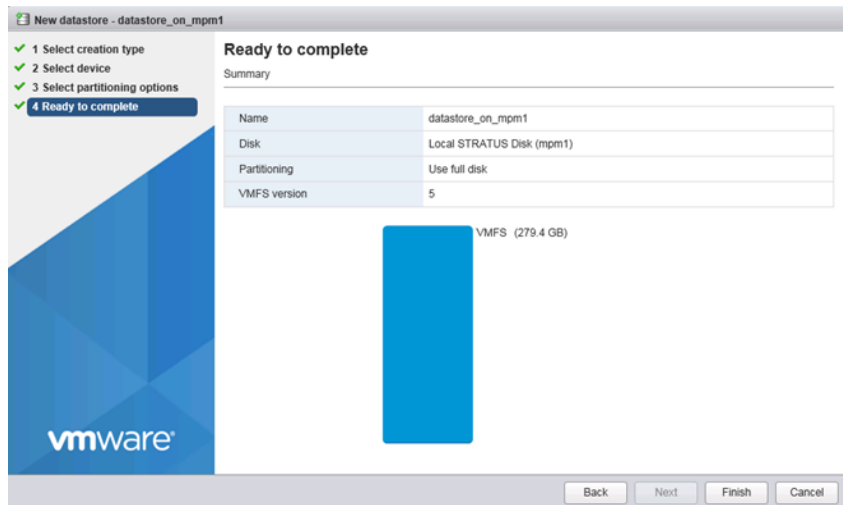 New datastore - datastore_on_mpm1
1 Select creation type
2 Select device
3 Select partitioning options
4 Ready to complete
Ready to complete
Summary
Name datastore_on_mpm1
Disk Local STRATUS Disk (mpm1)
Partitioning Use full disk
VMFS version 5
VMFS (279.4 GB)
vmware®
Back Next Finish Cancel